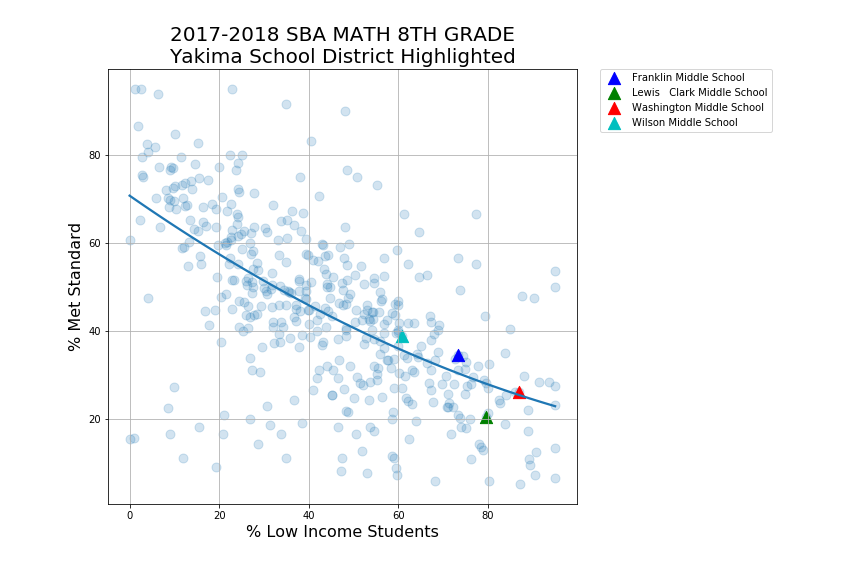 2017-2018 SBA MATH 8TH GRADE
Yakima School District Highlighted
Franklin Middle School
Lewis   Clark Middle School
Washington Middle School
Wilson Middle School
% Met Standard
80
60
40
20
0 20 40 60 80
% Low Income Students